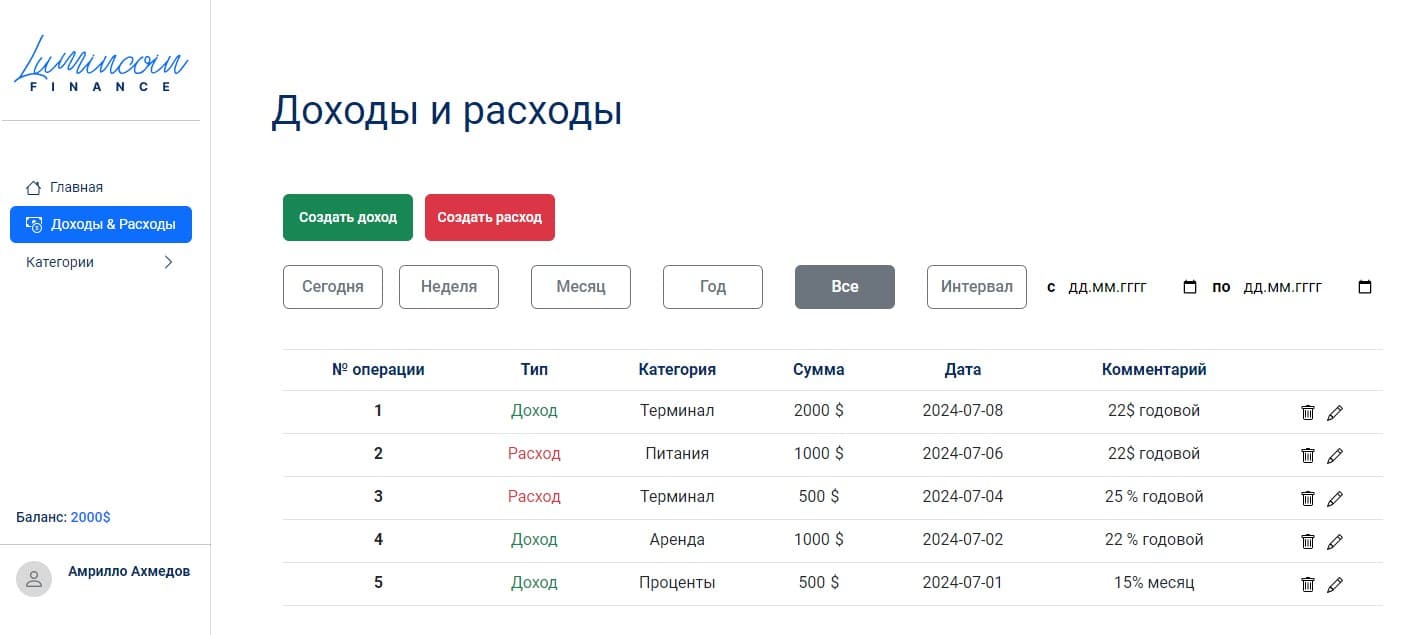 Lumincoin
FINANCE
Главная
Доходы & Расходы
Категории
Баланс: 2000$
Амрилло Ахмедов
Доходы и расходы
Создать доход Создать расход
Сегодня Неделя Месяц Год Все Интервал с дд.мм.гггг по дд.мм.гггг
№ операции Тип Категория Сумма Дата Комментарий
1 Доход Терминал 2000 $ 2024-07-08 22$ годовой
2 Расход Питания 1000 $ 2024-07-06 22$ годовой
3 Расход Терминал 500 $ 2024-07-04 25 % годовой
4 Доход Аренда 1000 $ 2024-07-02 22 % годовой
5 Доход Проценты 500 $ 2024-07-01 15% месяц